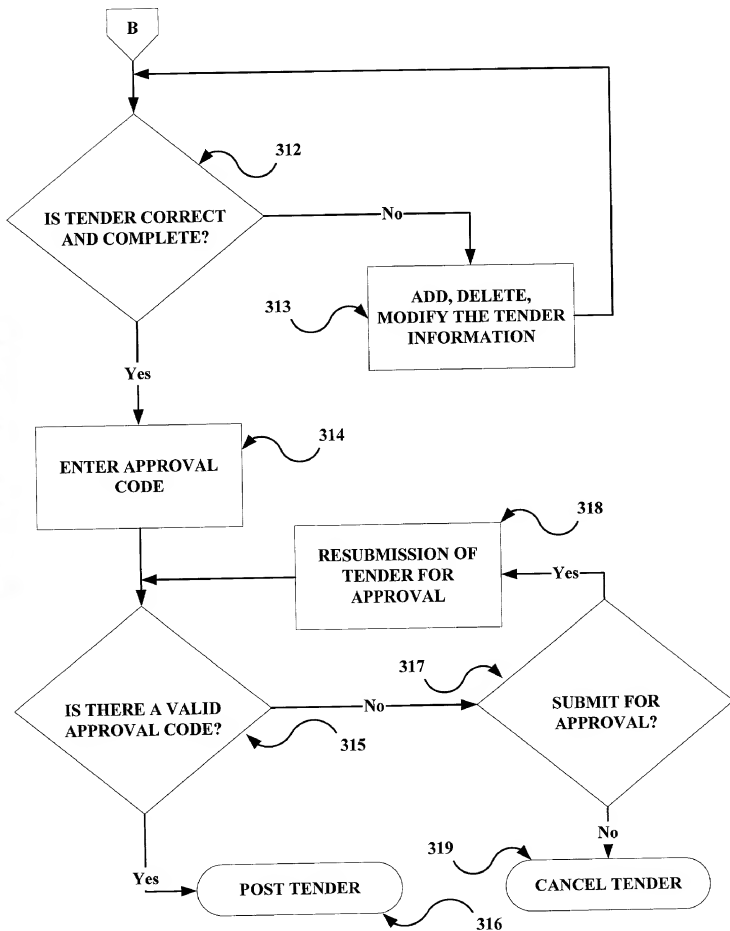 B
312
IS TENDER CORRECT
AND COMPLETE?
No
313
ADD, DELETE,
MODIFY THE TENDER
INFORMATION
Yes
314
ENTER APPROVAL
CODE
318
RESUBMISSION OF
TENDER FOR
APPROVAL
Yes
317
IS THERE A VALID
APPROVAL CODE?
No
SUBMIT FOR
APPROVAL?
315
No
319
Yes
POST TENDER
CANCEL TENDER
316